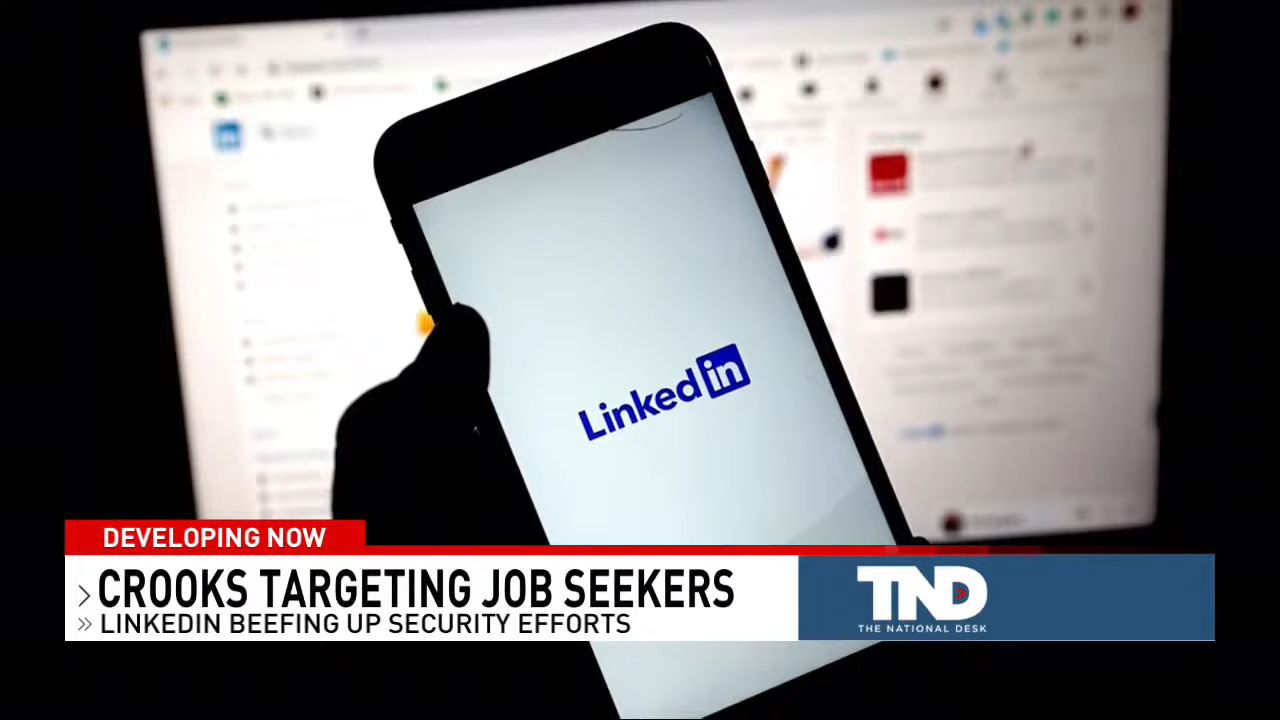 Linkedin
DEVELOPING NOW
CROOKS TARGETING JOB SEEKERS
LINKEDIN BEEFING UP SECURITY EFFORTS
TND
THE NATIONAL DESK